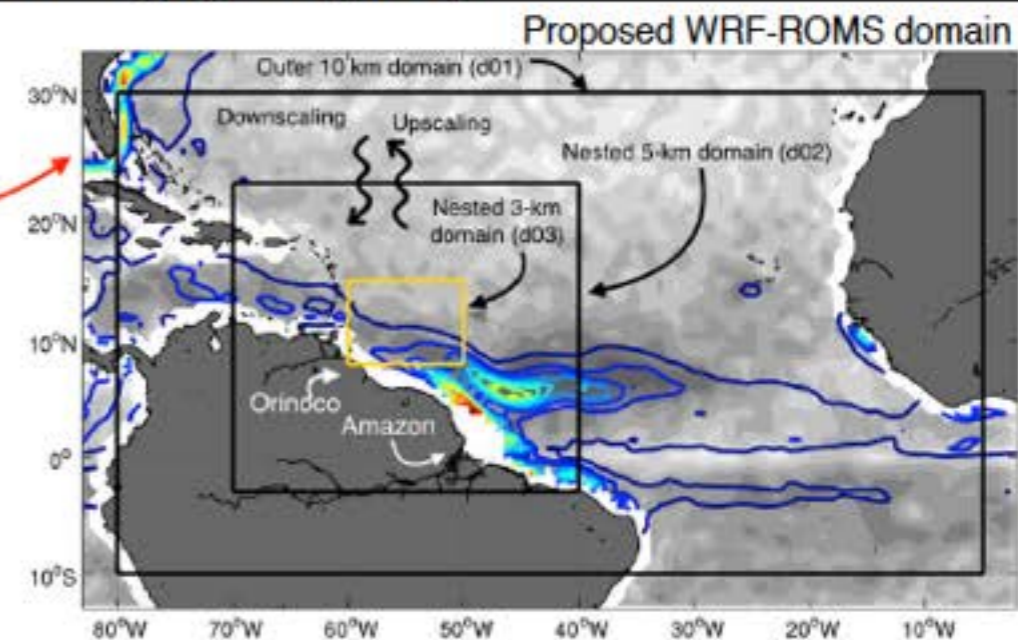 Proposed WRF-ROMS domain
Outer 10 km domain (d01)
30°N
Downscaling
Upscaling
Nested 5-km domain (d02)
20°N
Nested 3-km
domain (d03)
10°N
Orinoco
Amazon
0°
10°S
80°W 70°W 60°W 50°W 40°W 30°W 20°W 10°W